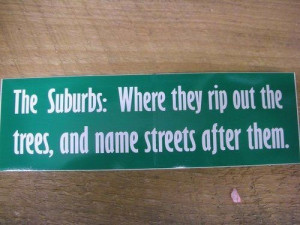 The Suburbs: Where they rip out the
trees, and name streets after them.